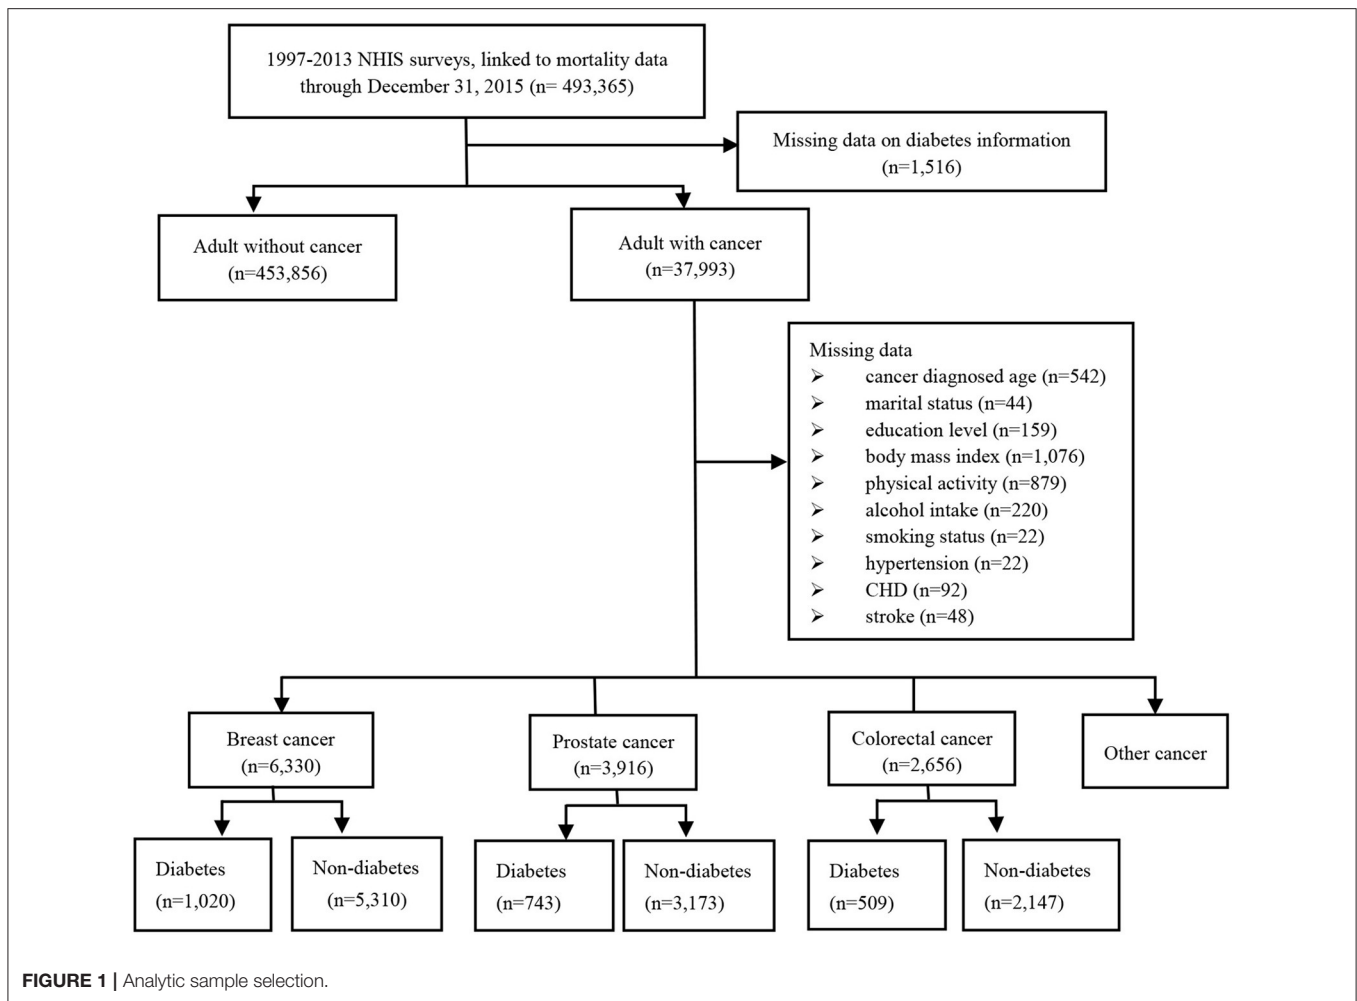 1997-2013 NHIS surveys, linked to mortality data
through December 31, 2015 (n= 493,365)
Missing data on diabetes information
(n=1,516)
Adult without cancer
(n=453,856)
Adult with cancer
(n=37,993)
Missing data
➢ cancer diagnosed age (n=542)
➢ marital status (n=44)
➢ education level (n=159)
➢ body mass index (n=1,076)
➢ physical activity (n=879)
➢ alcohol intake (n=220)
➢ smoking status (n=22)
➢ hypertension (n=22)
➢ CHD (n=92)
➢ stroke (n=48)
Breast cancer
(n=6,330)
Prostate cancer
(n=3,916)
Colorectal cancer
(n=2,656)
Other cancer
Diabetes
(n=1,020)
Non-diabetes
(n=5,310)
Diabetes
(n=743)
Non-diabetes
(n=3,173)
Diabetes
(n=509)
Non-diabetes
(n=2,147)
FIGURE 1 | Analytic sample selection.